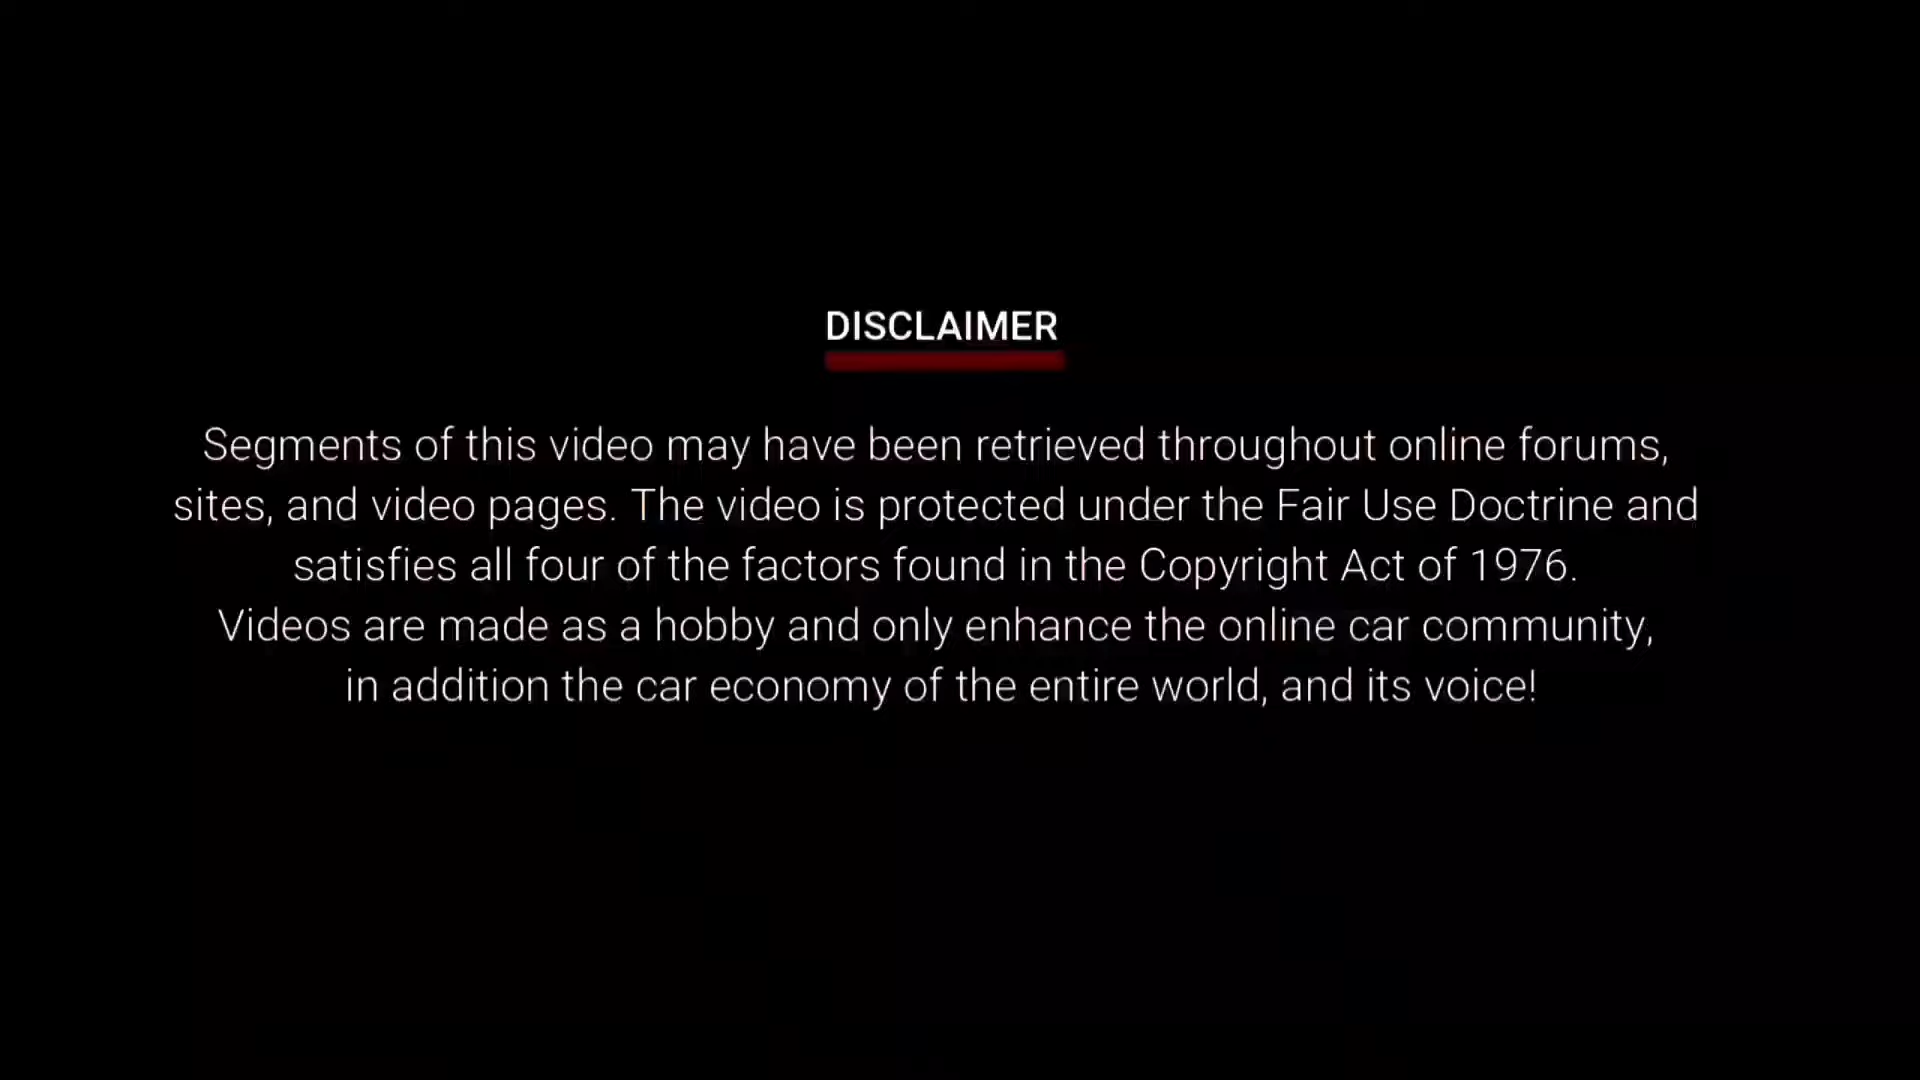 DISCLAIMER
Segments of this video may have been retrieved throughout online forums,
sites, and video pages. The video is protected under the Fair Use Doctrine and
satisfies all four of the factors found in the Copyright Act of 1976.
Videos are made as a hobby and only enhance the online car community,
in addition the car economy of the entire world, and its voice!